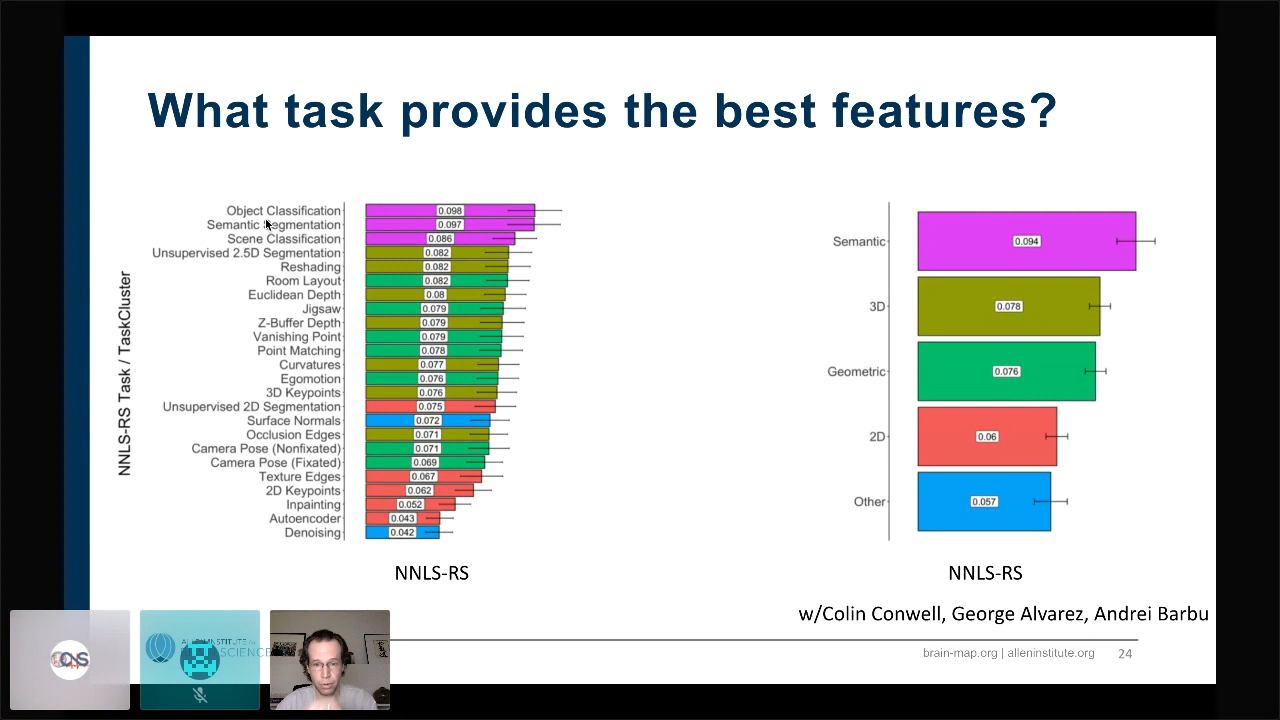 What task provides the best features?
NNLS-RS Task / TaskCluster
Object Classification 0.098
Semantic Segmentation 0.097
Scene Classification 0.086
Unsupervised 2.5D Segmentation 0.082
Reshading 0.082
Room Layout 0.082
Euclidean Depth 0.08
Jigsaw 0.079
Z-Buffer Depth 0.079
Vanishing Point 0.079
Point Matching 0.078
Curvatures 0.077
Egomotion 0.076
3D Keypoints 0.076
Unsupervised 2D Segmentation 0.075
Surface Normals 0.072
Occlusion Edges 0.071
Camera Pose (Nonfixated) 0.071
Camera Pose (Fixated) 0.069
Texture Edges 0.067
2D Keypoints 0.062
Inpainting 0.052
Autoencoder 0.043
Denoising 0.042
NNLS-RS
Semantic 0.094
3D 0.078
Geometric 0.076
2D 0.06
Other 0.057
NNLS-RS
w/Colin Conwell, George Alvarez, Andrei Barbu
brain-map.org | alleninstitute.org 24